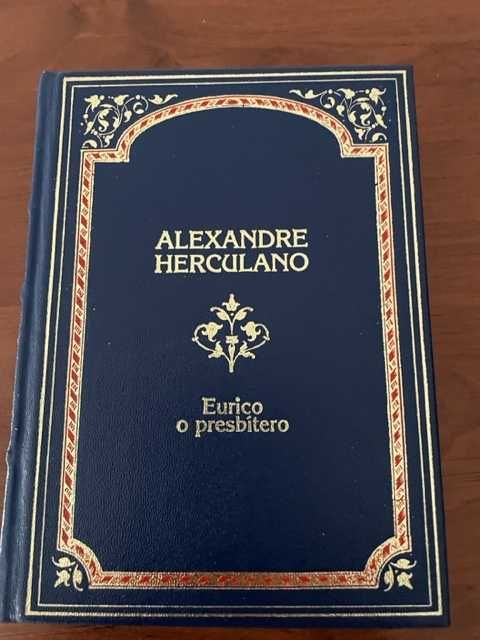 ALEXANDRE
HERCULANO
Eurico
o presbítero